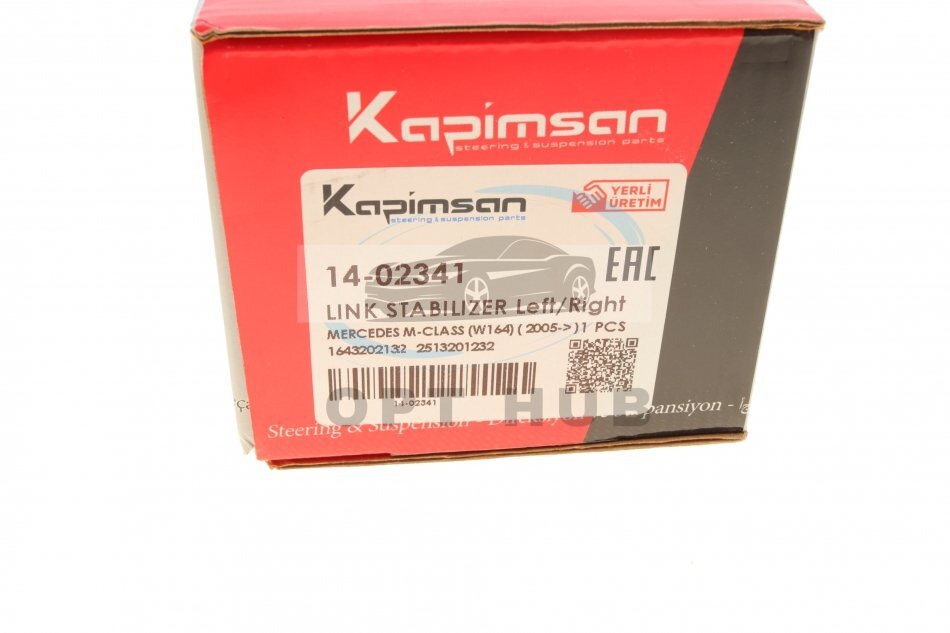 Kapimsan
steering & suspension parts
Kapimsan
steering & suspension parts
YERLİ
ÜRETİM
14-02341
EAC
LINK STABILIZER Left/Right
MERCEDES M-CLASS (W164) ( 2005-> ) 1 PCS
1643202132 2513201232
14-02341
OPT HUB
Steering & Suspension - Süspansiyon -